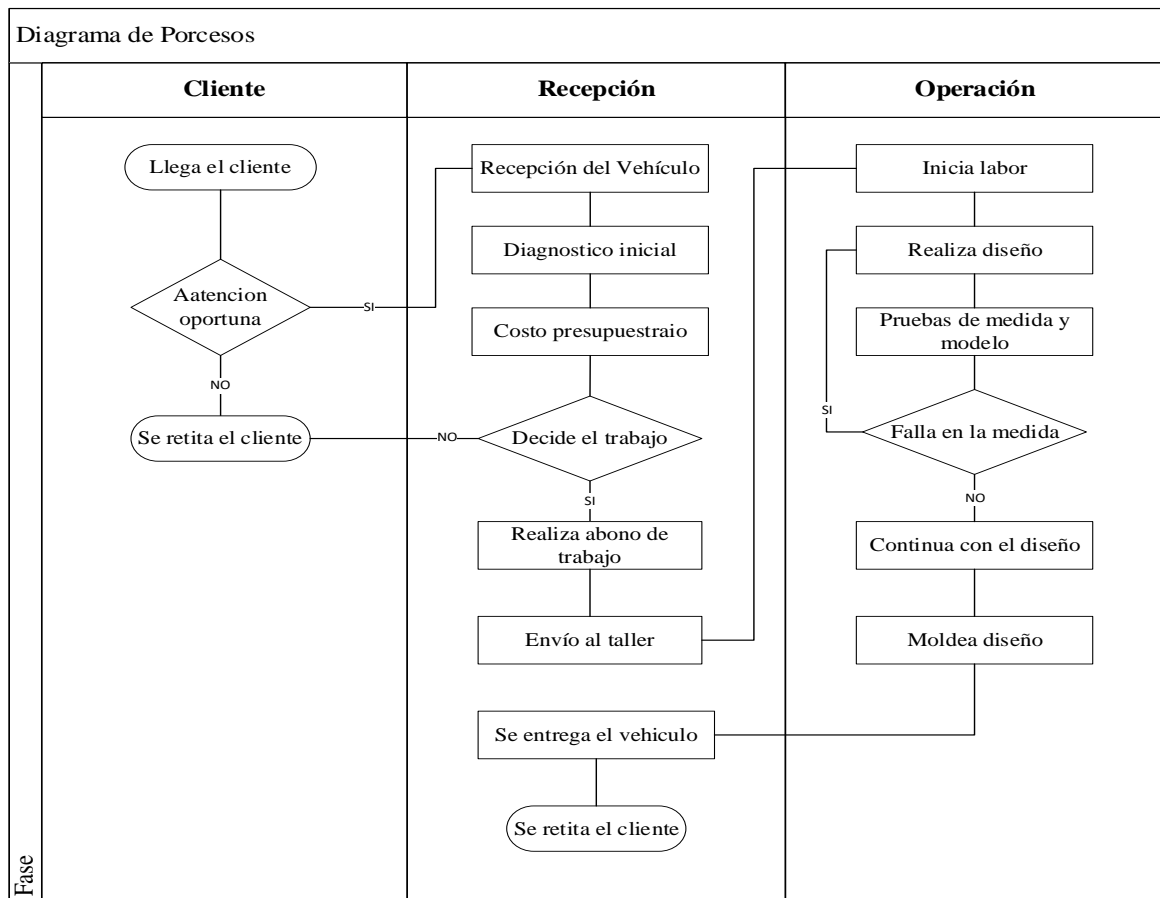 Diagrama de Porcesos
Cliente
Recepción
Operación
Llega el cliente
Aatencion
oportuna
SI
NO
Se retita el cliente
Recepción del Vehículo
Diagnostico inicial
Costo presupuestraio
Decide el trabajo
NO
SI
Realiza abono de
trabajo
Envío al taller
Se entrega el vehiculo
Se retita el cliente
Inicia labor
Realiza diseño
Pruebas de medida y
modelo
SI
Falla en la medida
NO
Continua con el diseño
Moldea diseño
Fase